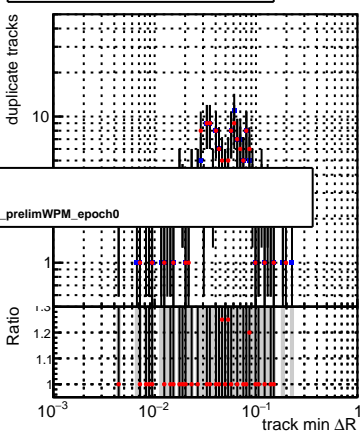 duplicate tracks
10
_prelimWPM_epoch0
1
Ratio
1.3
1.2
1.1
1
10⁻³ 10⁻² 10⁻¹ 1
track min ΔR